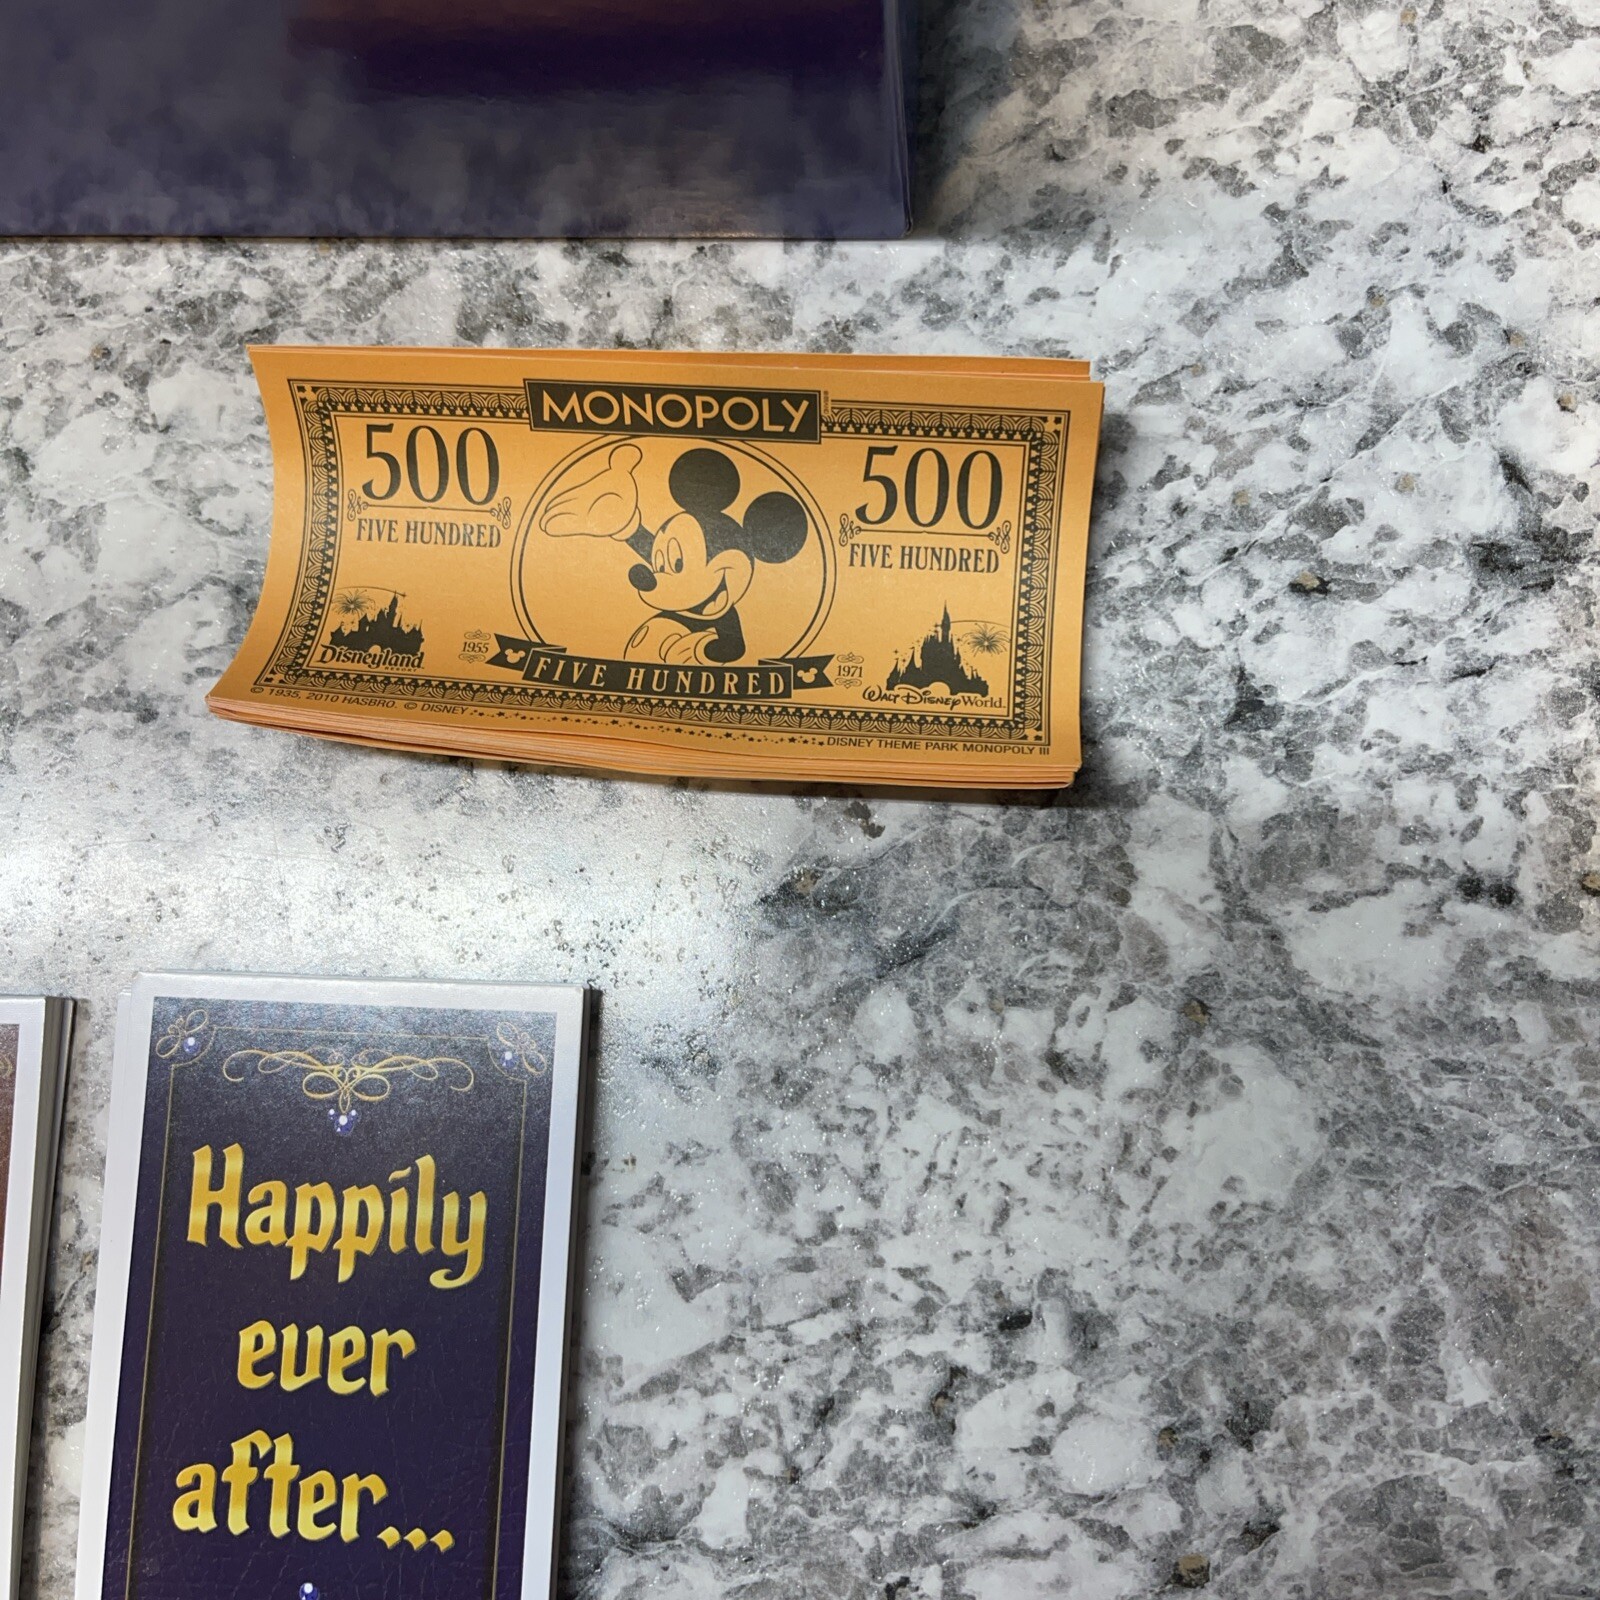 MONOPOLY
500
500
FIVE HUNDRED
FIVE HUNDRED
1955
1971
Disneyland
RESORT
FIVE HUNDRED
Walt Disney World.
© 1935, 2010 HASBRO. © DISNEY
DISNEY THEME PARK MONOPOLY III
Happily
ever
after...